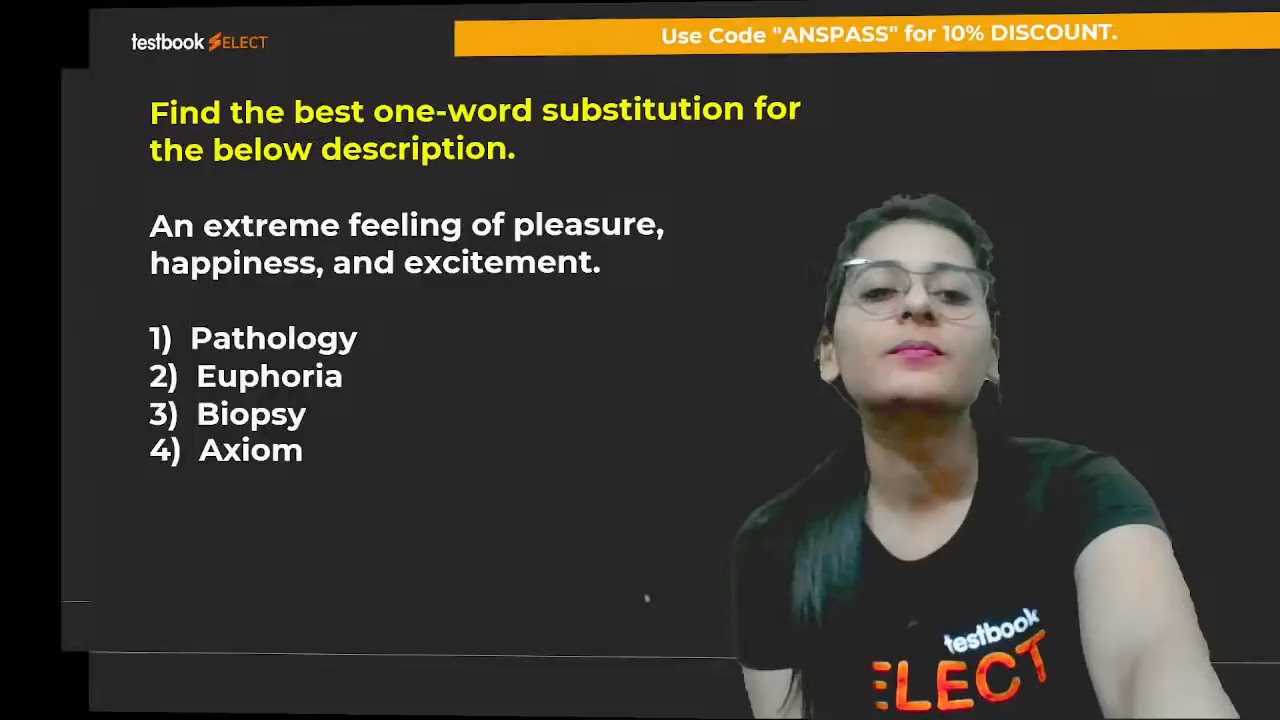 testbook SELECT
Use Code "ANSPASS" for 10% DISCOUNT.
Find the best one-word substitution for
the below description.
An extreme feeling of pleasure,
happiness, and excitement.
1) Pathology
2) Euphoria
3) Biopsy
4) Axiom
testbook
ELECT